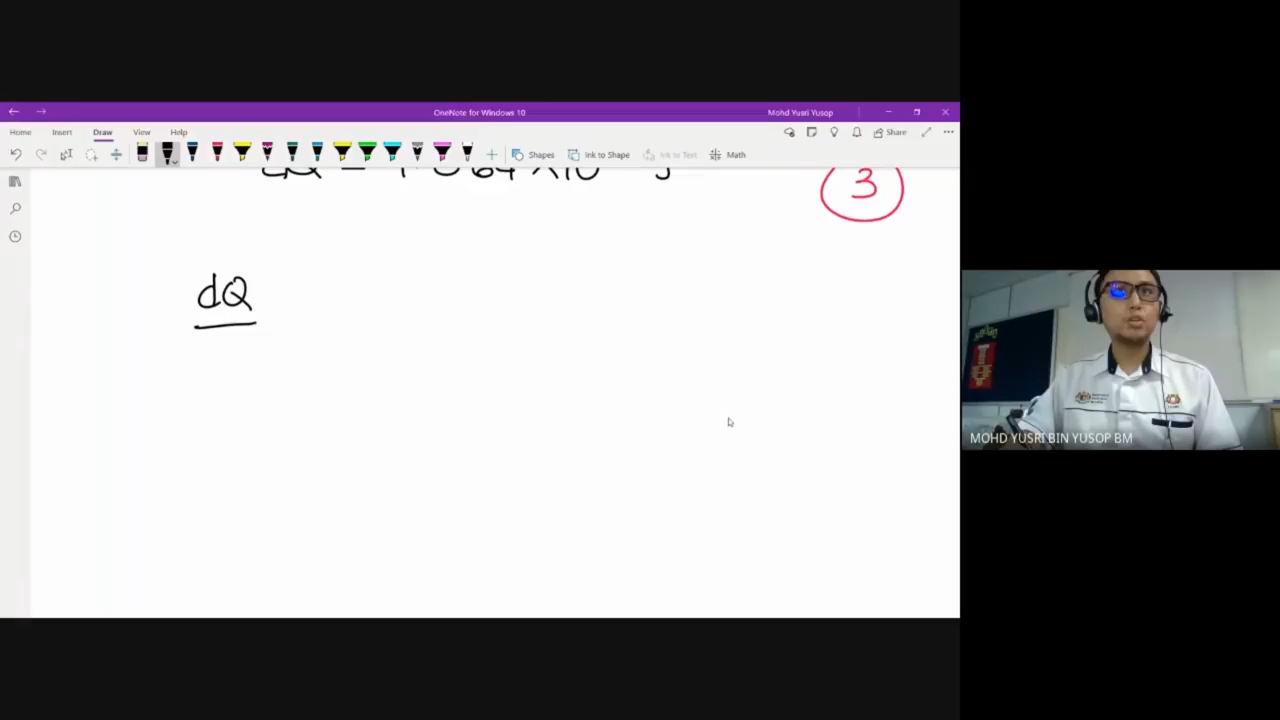 OneNote for Windows 10
Mohd Yusri Yusop
Home Insert Draw View Help
Share
Shapes Ink to Shape Ink to Text Math
3
dQ
MOHD YUSRI BIN YUSOP BM